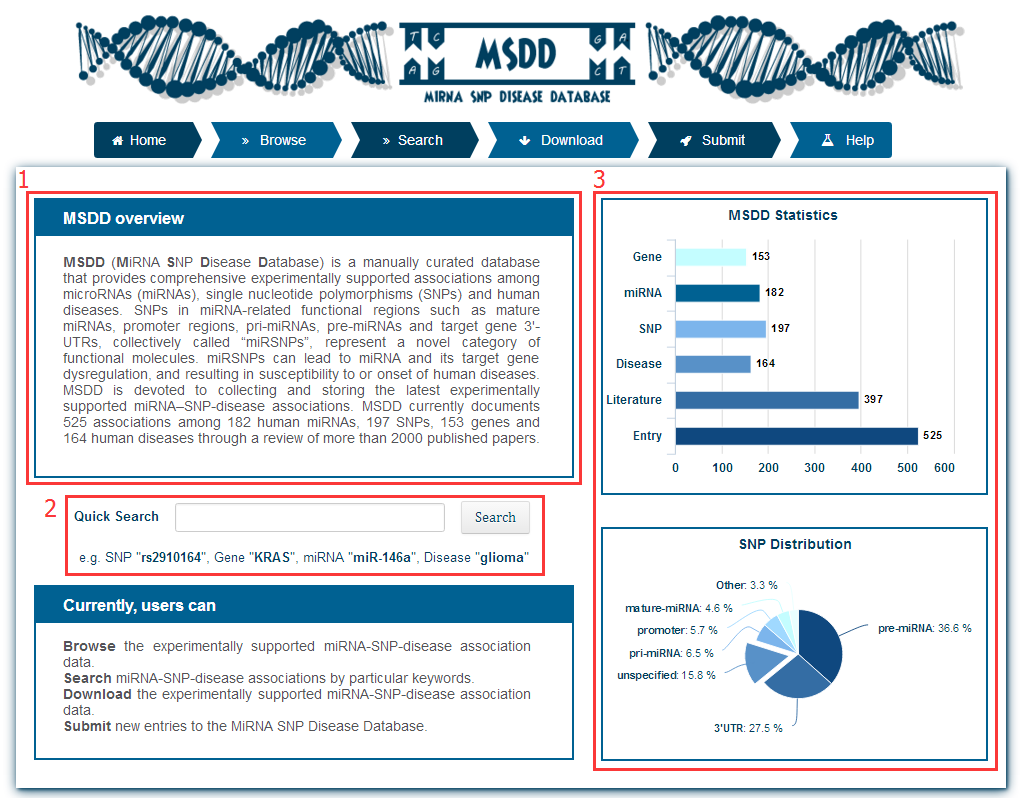 T C
A G
MSDD
G A
C T
MIRNA SNP DISEASE DATABASE
Home
Browse
Search
Download
Submit
Help
1
MSDD overview
MSDD (MiRNA SNP Disease Database) is a manually curated database
that provides comprehensive experimentally supported associations among
microRNAs (miRNAs), single nucleotide polymorphisms (SNPs) and human
diseases. SNPs in miRNA-related functional regions such as mature
miRNAs, promoter regions, pri-miRNAs, pre-miRNAs and target gene 3'-
UTRs, collectively called “miRSNPs”, represent a novel category of
functional molecules. miRSNPs can lead to miRNA and its target gene
dysregulation, and resulting in susceptibility to or onset of human diseases.
MSDD is devoted to collecting and storing the latest experimentally
supported miRNA–SNP-disease associations. MSDD currently documents
525 associations among 182 human miRNAs, 197 SNPs, 153 genes and
164 human diseases through a review of more than 2000 published papers.
2
Quick Search
Search
e.g. SNP "rs2910164", Gene "KRAS", miRNA "miR-146a", Disease "glioma"
Currently, users can
Browse the experimentally supported miRNA-SNP-disease association
data.
Search miRNA-SNP-disease associations by particular keywords.
Download the experimentally supported miRNA-SNP-disease association
data.
Submit new entries to the MiRNA SNP Disease Database.
3
MSDD Statistics
Gene 153
miRNA 182
SNP 197
Disease 164
Literature 397
Entry 525
0 100 200 300 400 500 600
SNP Distribution
Other: 3.3 %
mature-miRNA: 4.6 %
promoter: 5.7 %
pre-miRNA: 36.6 %
pri-miRNA: 6.5 %
unspecified: 15.8 %
3'UTR: 27.5 %